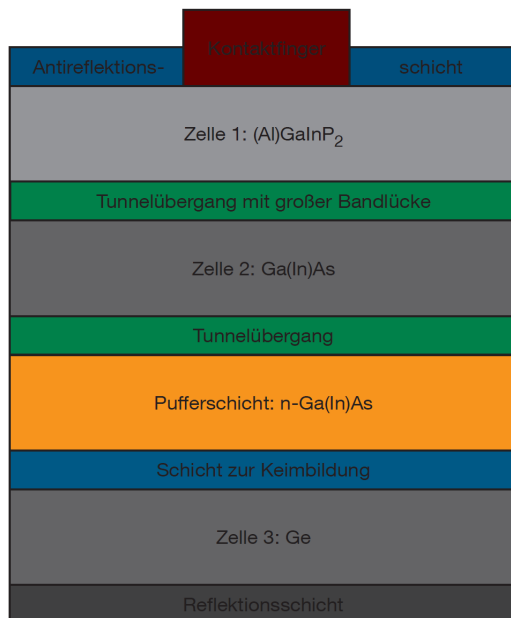 Kontaktfinger
Antireflektions- schicht
Zelle 1: (Al)GaInP₂
Tunnelübergang mit großer Bandlücke
Zelle 2: Ga(In)As
Tunnelübergang
Pufferschicht: n-Ga(In)As
Schicht zur Keimbildung
Zelle 3: Ge
Reflektionsschicht